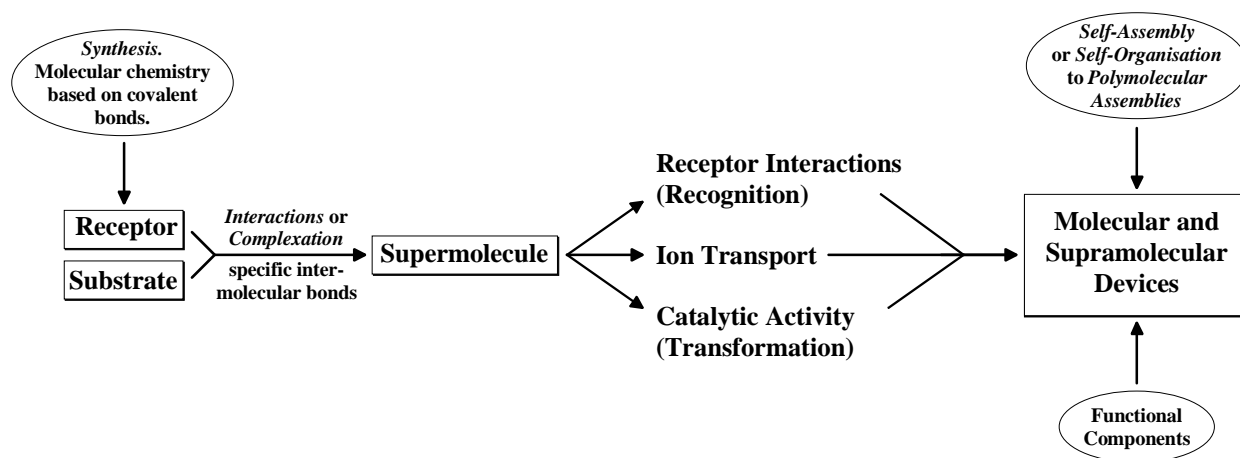 Synthesis.
Molecular chemistry
based on covalent
bonds.
Receptor
Substrate
Interactions or
Complexation
specific inter-
molecular bonds
Supermolecule
Receptor Interactions
(Recognition)
Ion Transport
Catalytic Activity
(Transformation)
Self-Assembly
or Self-Organisation
to Polymolecular
Assemblies
Molecular and
Supramolecular
Devices
Functional
Components